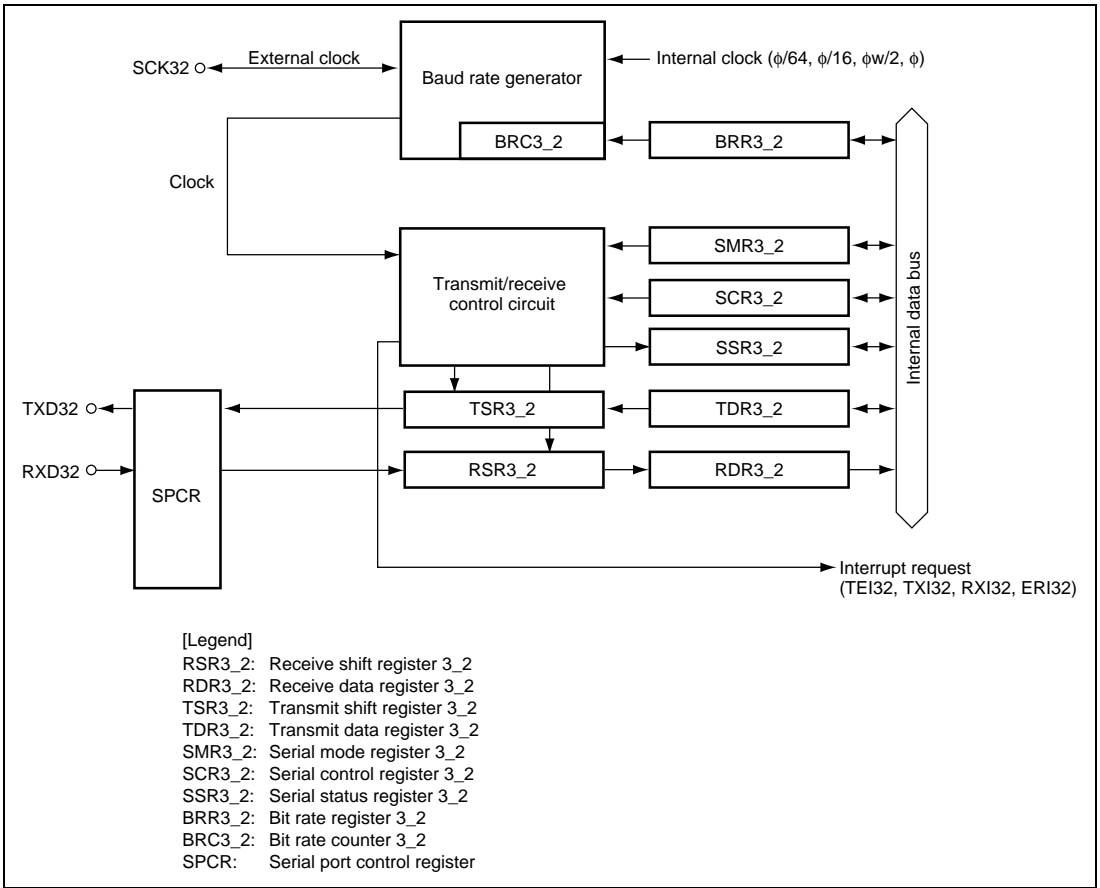 SCK32
External clock
Baud rate generator
Internal clock (ϕ/64, ϕ/16, ϕw/2, ϕ)
BRC3_2
BRR3_2
Clock
Transmit/receive
control circuit
SMR3_2
SCR3_2
SSR3_2
Internal data bus
TXD32
TSR3_2
TDR3_2
RXD32
RSR3_2
RDR3_2
SPCR
Interrupt request
(TEI32, TXI32, RXI32, ERI32)
[Legend]
RSR3_2: Receive shift register 3_2
RDR3_2: Receive data register 3_2
TSR3_2: Transmit shift register 3_2
TDR3_2: Transmit data register 3_2
SMR3_2: Serial mode register 3_2
SCR3_2: Serial control register 3_2
SSR3_2: Serial status register 3_2
BRR3_2: Bit rate register 3_2
BRC3_2: Bit rate counter 3_2
SPCR: Serial port control register